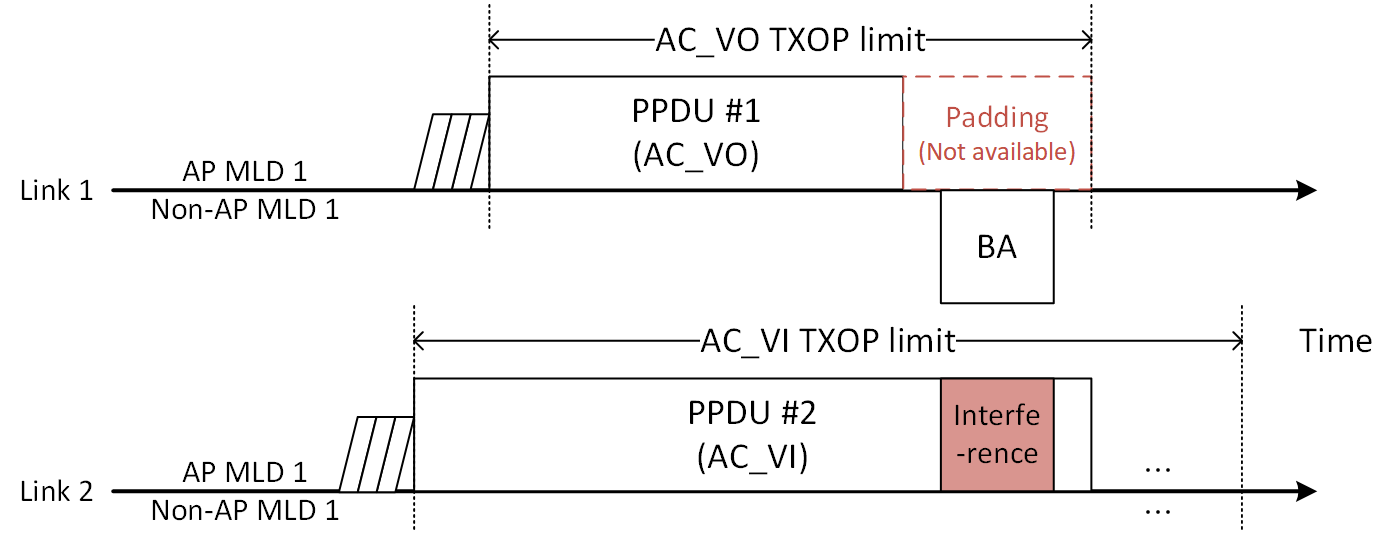 AC_VO TXOP limit
PPDU #1
(AC_VO)
Padding
(Not available)
AP MLD 1
Link 1
Non-AP MLD 1
BA
AC_VI TXOP limit
Time
PPDU #2
(AC_VI)
Interfe
-rence
AP MLD 1
...
Link 2
Non-AP MLD 1
...